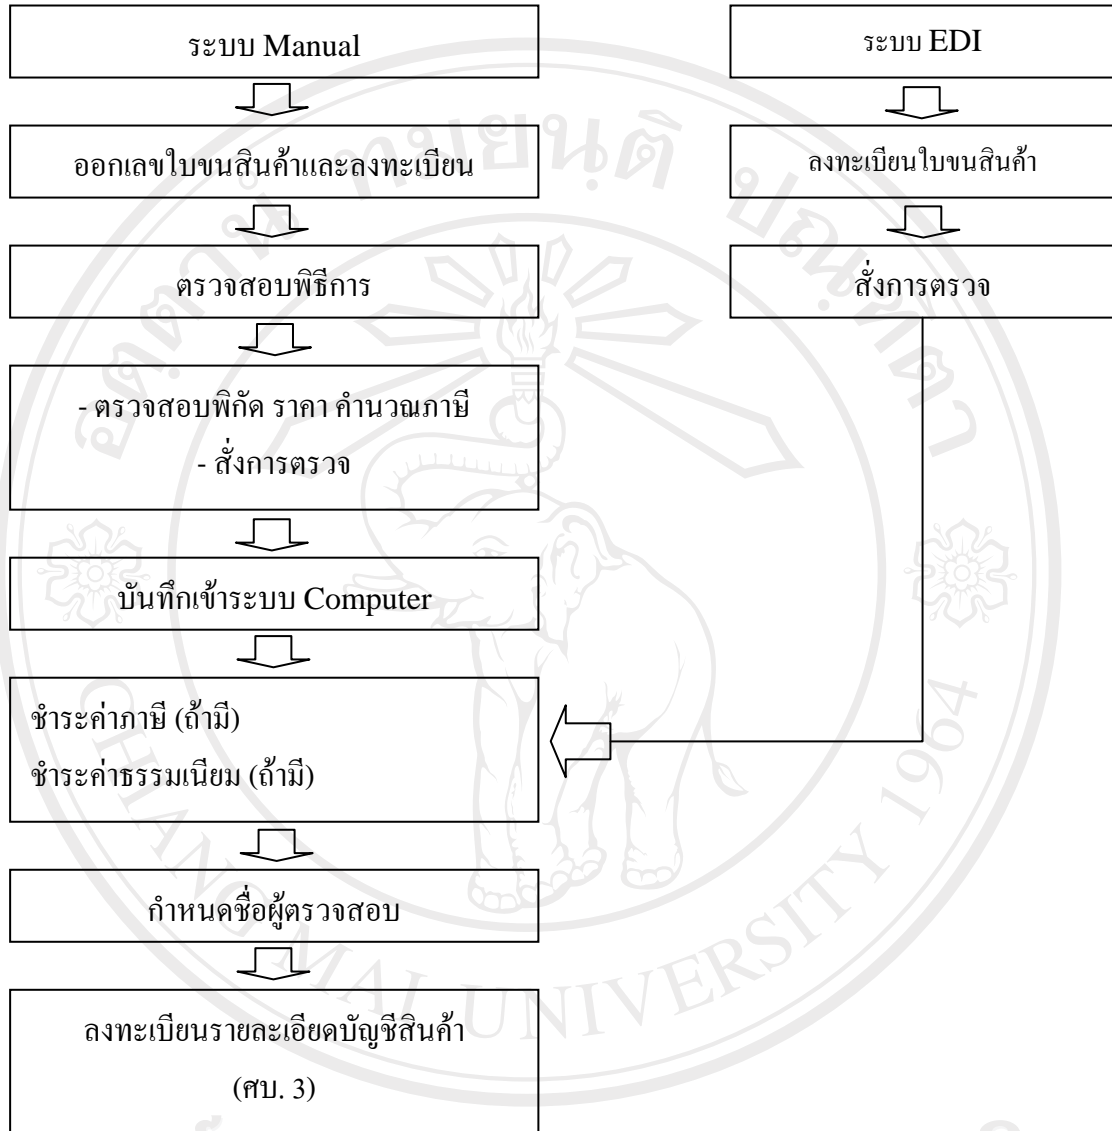 ระบบ Manual
ออกเลขใบขนสินค้าและลงทะเบียน
ตรวจสอบพิธีการ
- ตรวจสอบพิกัด ราคา คำนวณภาษี
- สั่งการตรวจ
บันทึกเข้าระบบ Computer
ชำระค่าภาษี (ถ้ามี)
ชำระค่าธรรมเนียม (ถ้ามี)
กำหนดชื่อผู้ตรวจสอบ
ลงทะเบียนรายละเอียดบัญชีสินค้า
(ศบ. 3)
ระบบ EDI
ลงทะเบียนใบขนสินค้า
สั่งการตรวจ
CHIANG MAI UNIVERSITY 1964